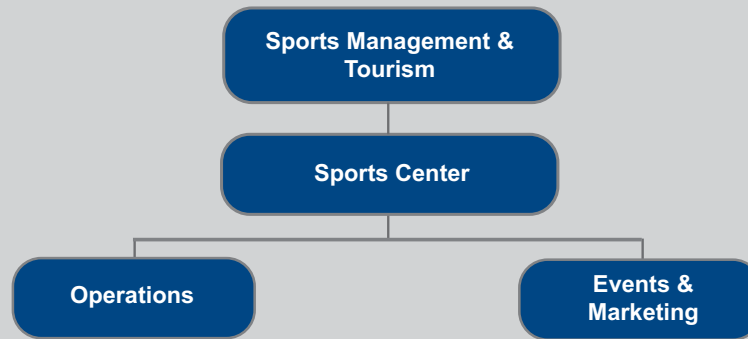 Sports Management &
Tourism
Sports Center
Operations
Events &
Marketing